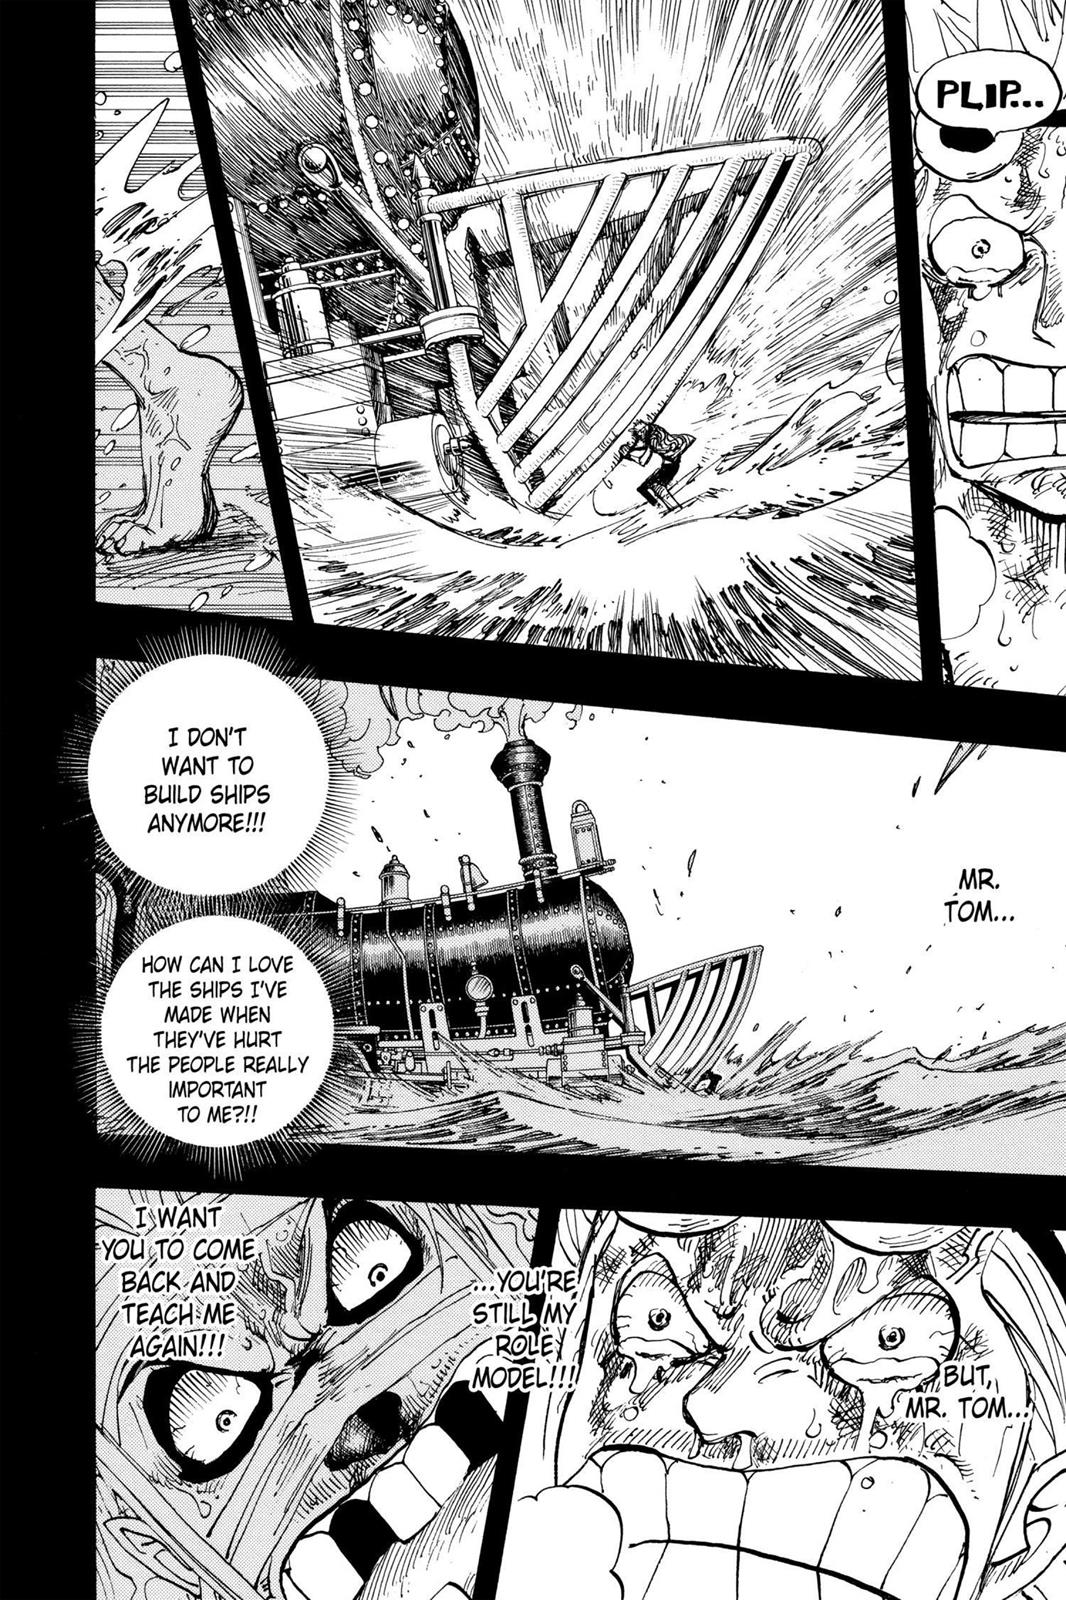 PLIP...
MR.
TOM...
I DON'T
WANT TO
BUILD SHIPS
ANYMORE!!!
HOW CAN I LOVE
THE SHIPS I'VE
MADE WHEN
THEY'VE HURT
THE PEOPLE REALLY
IMPORTANT
TO ME?!!
BUT,
MR. TOM...
...YOU'RE
STILL MY
ROLE
MODEL!!!
I WANT
YOU TO COME
BACK AND
TEACH ME
AGAIN!!!